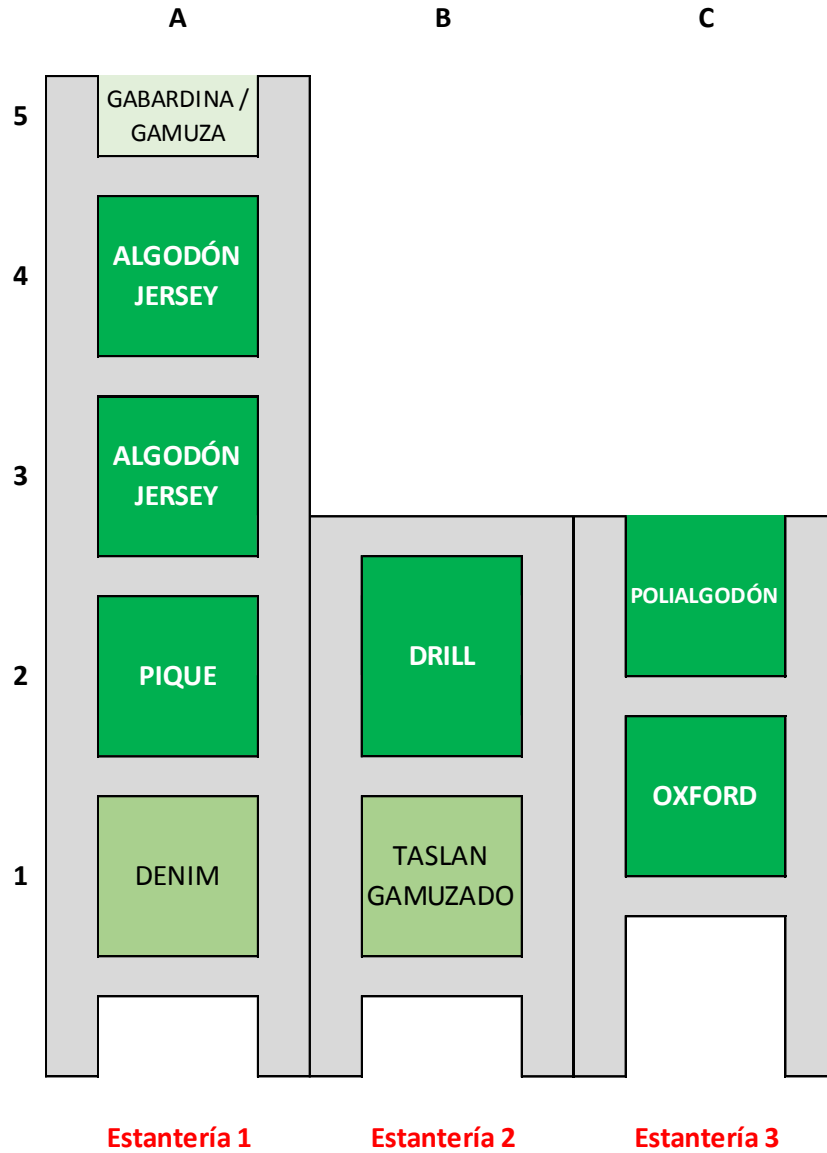 A B C
5
GABARDINA /
GAMUZA
4
ALGODÓN
JERSEY
3
ALGODÓN
JERSEY
2
PIQUE
DRILL
POLIALGODÓN
1
DENIM
TASLAN
GAMUZADO
OXFORD
Estantería 1 Estantería 2 Estantería 3